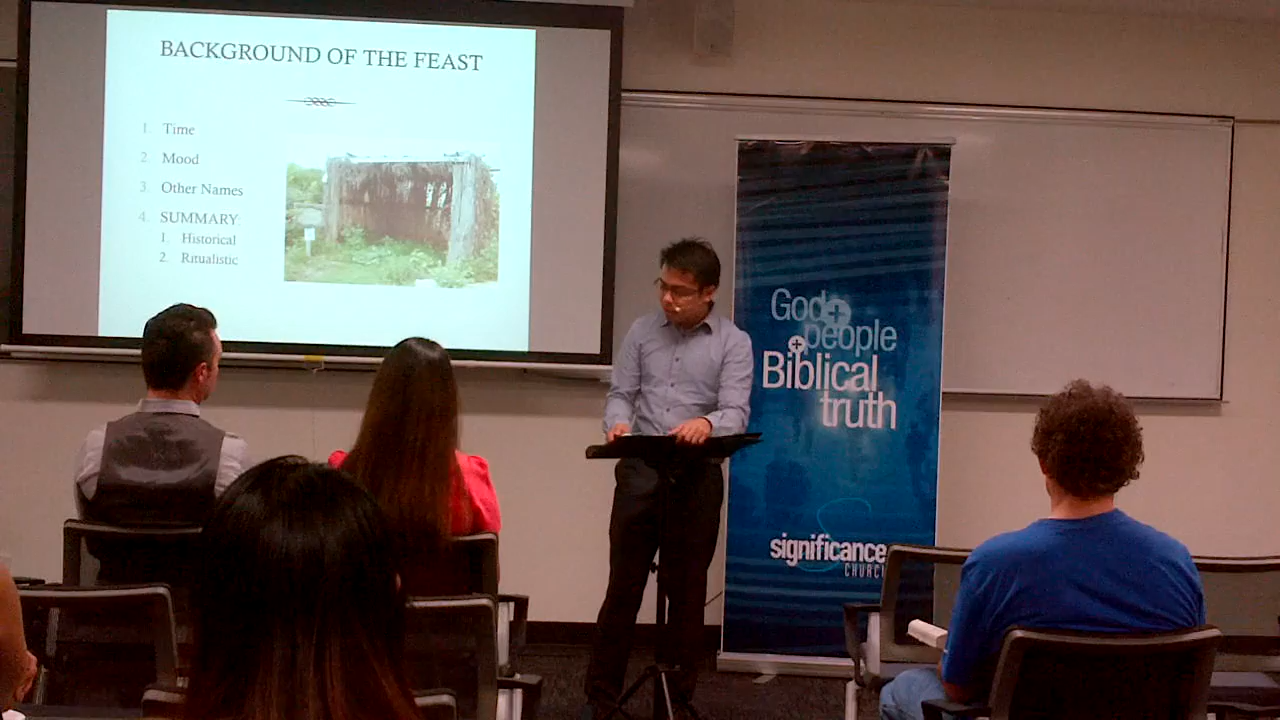 BACKGROUND OF THE FEAST
1. Time
2. Mood
3. Other Names
4. SUMMARY:
1. Historical
2. Ritualistic
God+
+people
Biblical
truth
significance
CHURCH